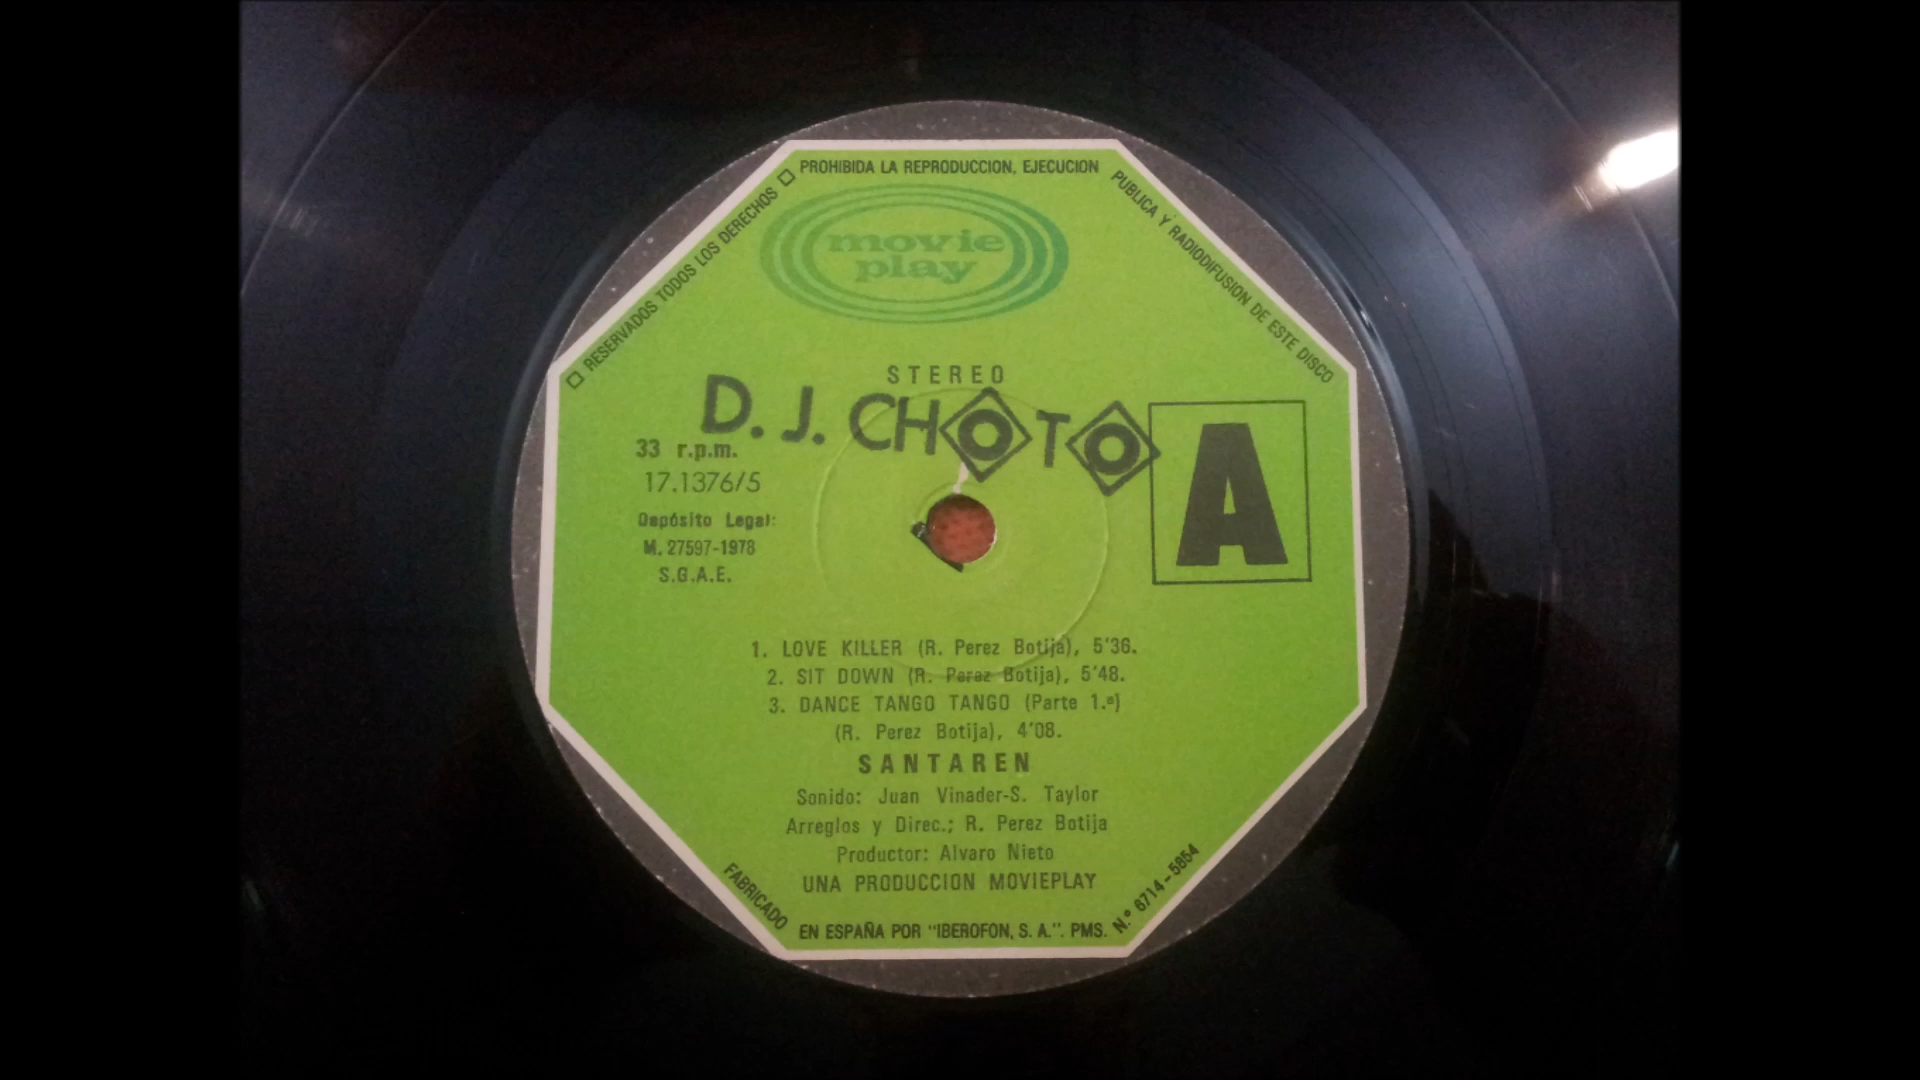 □ RESERVADOS TODOS LOS DERECHOS □ PROHIBIDA LA REPRODUCCION, EJECUCION PUBLICA Y RADIODIFUSION DE ESTE DISCO
movie
play
STEREO
D. J. CHOTO
33 r.p.m.
17.1376/5
A
Depósito Legal:
M. 27597-1978
S.G.A.E.
1. LOVE KILLER (R. Perez Botija), 5'36.
2. SIT DOWN (R. Perez Botija), 5'48.
3. DANCE TANGO TANGO (Parte 1.ª)
(R. Perez Botija), 4'08.
SANTAREN
Sonido: Juan Vinader-S. Taylor
Arreglos y Direc.; R. Perez Botija
Productor: Alvaro Nieto
UNA PRODUCCION MOVIEPLAY
FABRICADO EN ESPAÑA POR "IBEROFON, S. A.". PMS. N.º 6714-5864